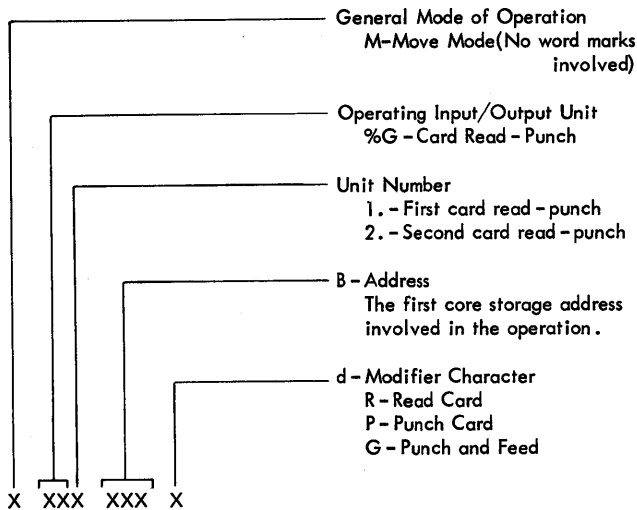 General Mode of Operation
M-Move Mode(No word marks
involved)
Operating Input/Output Unit
%G - Card Read - Punch
Unit Number
1. - First card read - punch
2. - Second card read - punch
B - Address
The first core storage address
involved in the operation.
d - Modifier Character
R - Read Card
P - Punch Card
G - Punch and Feed
X XXX XXX X